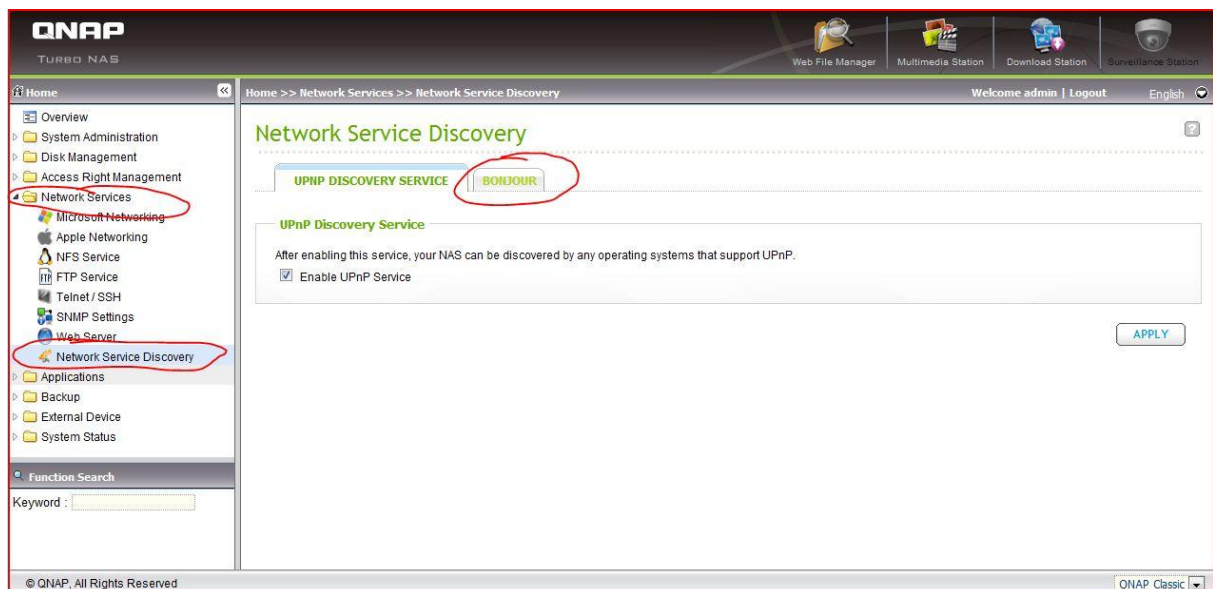 QNAP
TURBO NAS
Web File Manager
Multimedia Station
Download Station
Surveillance Station
Home
Home >> Network Services >> Network Service Discovery
Welcome admin | Logout
English
Overview
System Administration
Disk Management
Access Right Management
Network Services
Microsoft Networking
Apple Networking
NFS Service
FTP Service
Telnet / SSH
SNMP Settings
Web Server
Network Service Discovery
Applications
Backup
External Device
System Status
Function Search
Keyword :
Network Service Discovery
UPNP DISCOVERY SERVICE
BONJOUR
UPnP Discovery Service
After enabling this service, your NAS can be discovered by any operating systems that support UPnP.
Enable UPnP Service
APPLY
© QNAP, All Rights Reserved
QNAP Classic